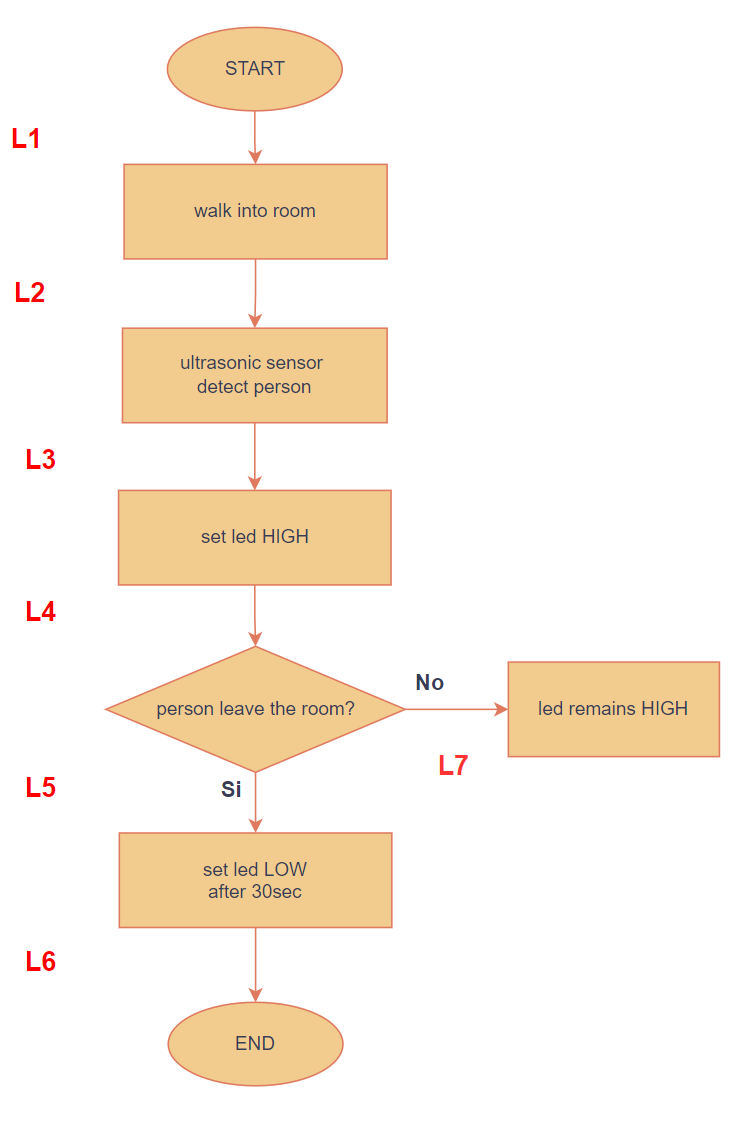 START
L1
walk into room
L2
ultrasonic sensor
detect person
L3
set led HIGH
L4
person leave the room?
No
led remains HIGH
L7
L5
Si
set led LOW
after 30sec
L6
END